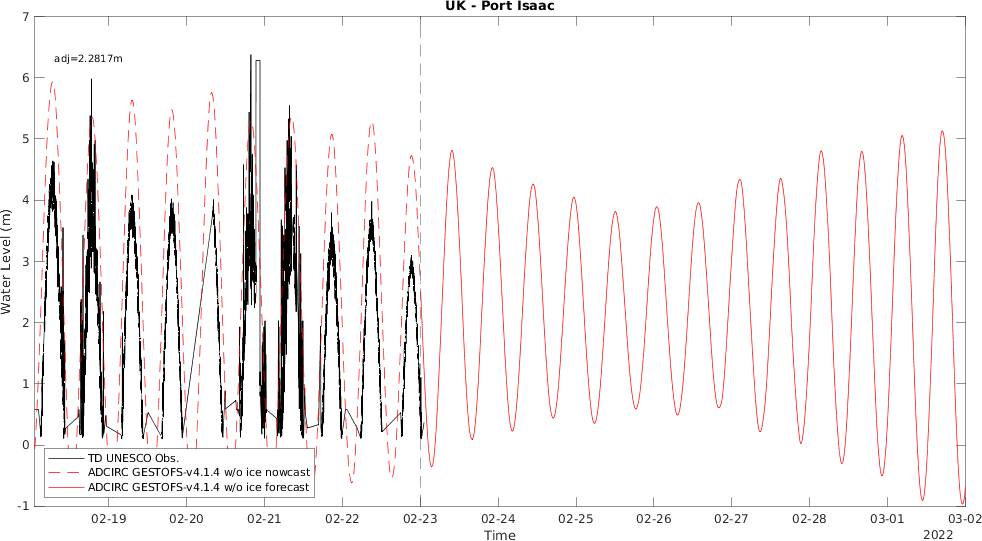 UK - Port Isaac
adj=2.2817m
7
6
5
4
3
2
1
0
-1
Water Level (m)
TD UNESCO Obs.
ADCIRC GESTOFS-v4.1.4 w/o ice nowcast
ADCIRC GESTOFS-v4.1.4 w/o ice forecast
02-19 02-20 02-21 02-22 02-23 02-24 02-25 02-26 02-27 02-28 03-01 03-02
Time
2022